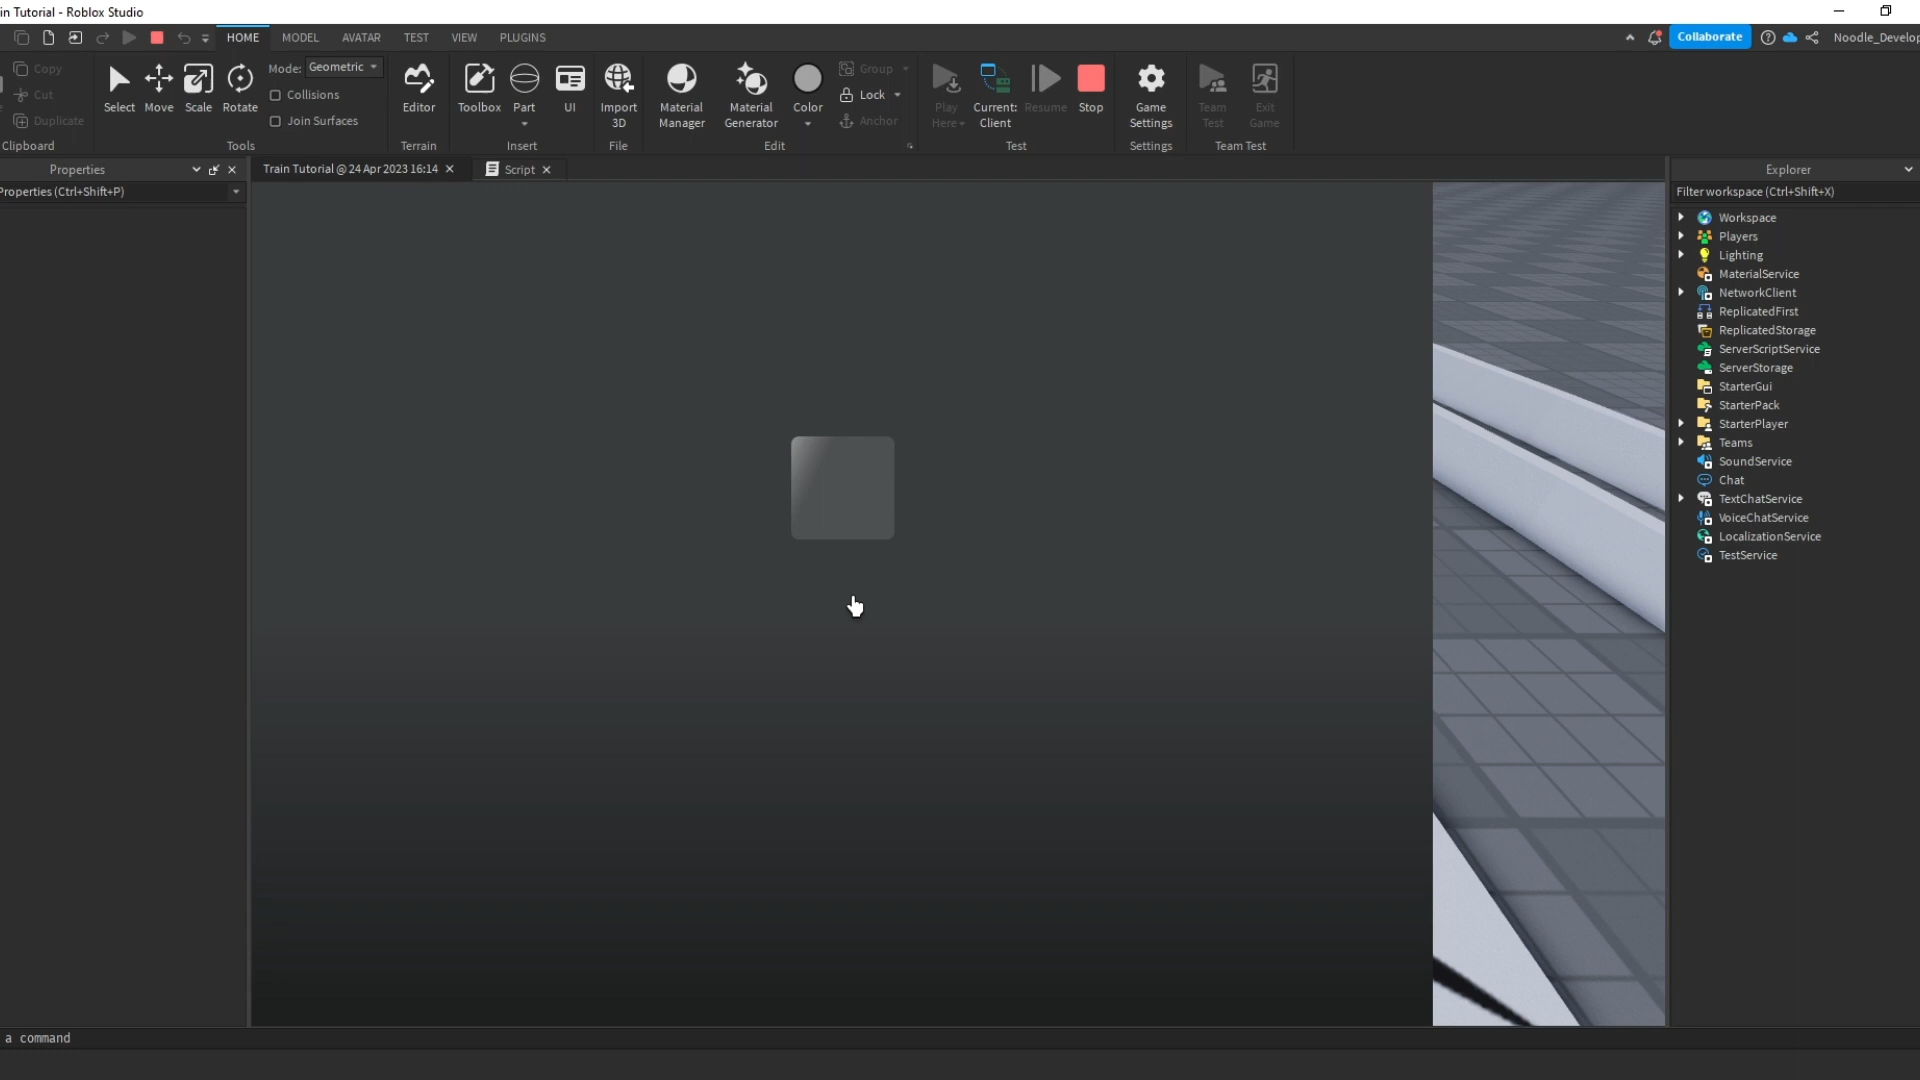 in Tutorial - Roblox Studio
HOME MODEL AVATAR TEST VIEW PLUGINS
Collaborate
Noodle_Develop
Copy
Cut
Duplicate
Clipboard
Select Move Scale Rotate
Mode: Geometric
Collisions
Join Surfaces
Tools
Editor
Terrain
Toolbox Part UI
Insert
Import 3D
File
Material Manager
Material Generator
Color
Group
Lock
Anchor
Edit
Play Here
Current: Client
Resume
Stop
Test
Game Settings
Settings
Team Test
Exit Game
Team Test
Properties
Properties (Ctrl+Shift+P)
Train Tutorial @ 24 Apr 2023 16:14
Script
Explorer
Filter workspace (Ctrl+Shift+X)
Workspace
Players
Lighting
MaterialService
NetworkClient
ReplicatedFirst
ReplicatedStorage
ServerScriptService
ServerStorage
StarterGui
StarterPack
StarterPlayer
Teams
SoundService
Chat
TextChatService
VoiceChatService
LocalizationService
TestService
a command